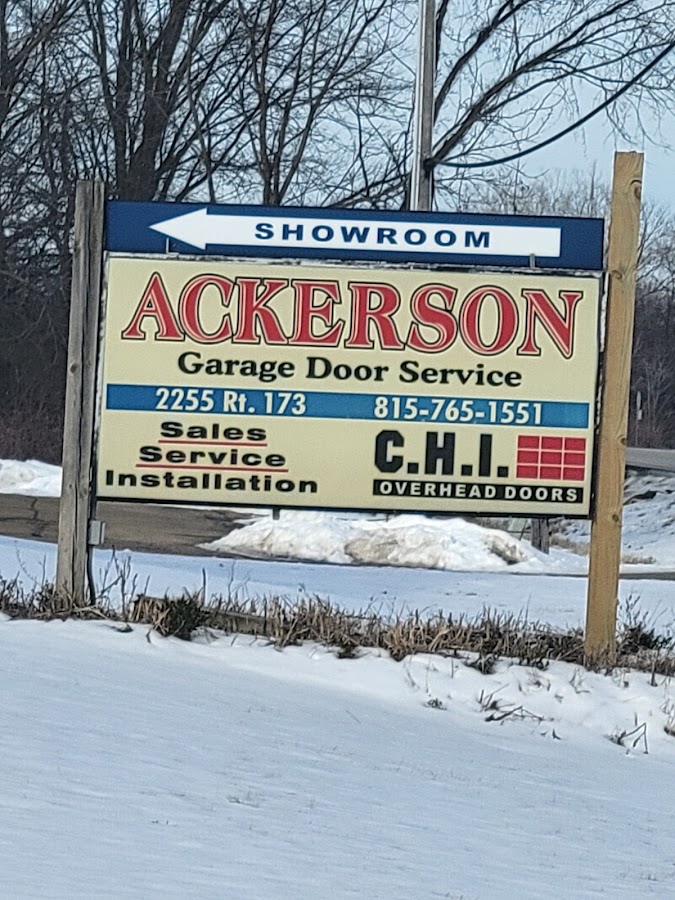 SHOWROOM
ACKERSON
Garage Door Service
2255 Rt. 173 815-765-1551
Sales
Service
Installation
C.H.I.
OVERHEAD DOORS